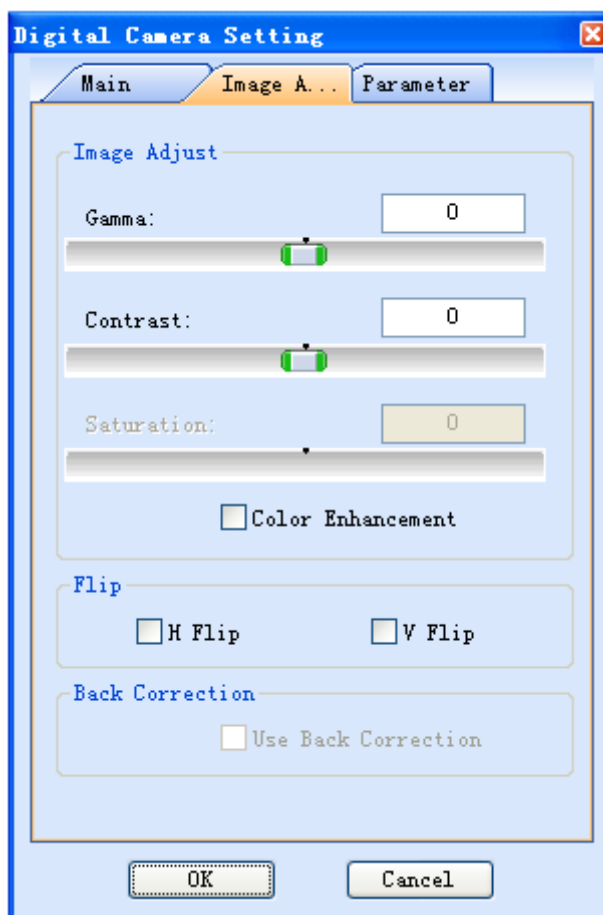 Digital Camera Setting
Main Image A... Parameter
Image Adjust
Gamma: 0
Contrast: 0
Saturation: 0
Color Enhancement
Flip
H Flip V Flip
Back Correction
Use Back Correction
OK Cancel